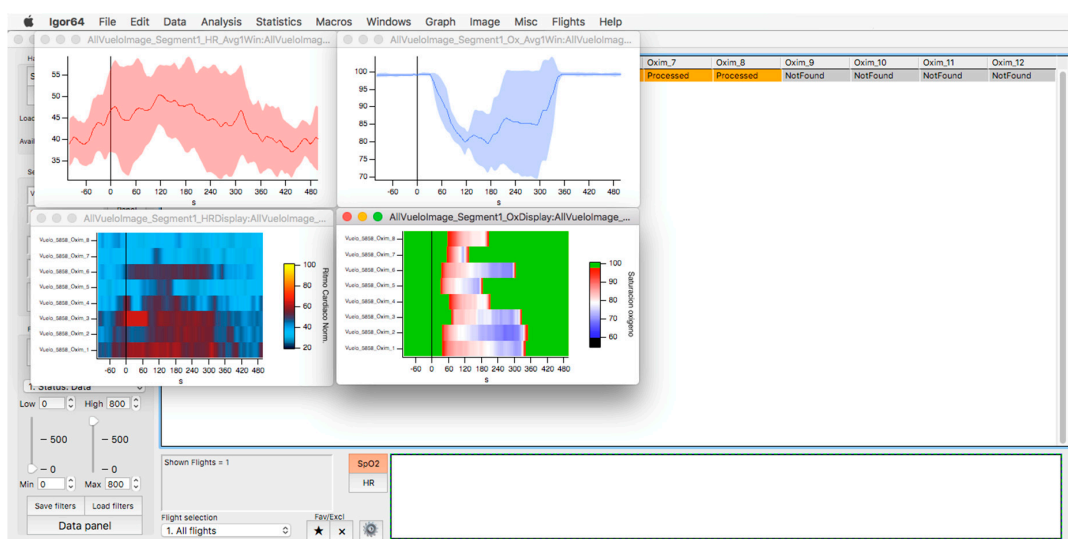 Igor64 File Edit Data Analysis Statistics Macros Windows Graph Image Misc Flights Help
AllVueloImage_Segment1_HR_Avg1Win:AllVueloImag...
AllVueloImage_Segment1_Ox_Avg1Win:AllVueloImag...
Oxim_7 Oxim_8 Oxim_9 Oxim_10 Oxim_11 Oxim_12
Processed Processed NotFound NotFound NotFound NotFound
55
50
45
40
35
-60 0 60 120 180 240 300 360 420 480
s
100
95
90
85
80
75
70
-60 0 60 120 180 240 300 360 420 480
s
AllVueloImage_Segment1_HRDisplay:AllVueloImage_...
Vuelo_5858_Oxim_8
Vuelo_5858_Oxim_7
Vuelo_5858_Oxim_6
Vuelo_5858_Oxim_5
Vuelo_5858_Oxim_4
Vuelo_5858_Oxim_3
Vuelo_5858_Oxim_2
Vuelo_5858_Oxim_1
-60 0 60 120 180 240 300 360 420 480
s
100
80
60
40
20
Ritmo Cardiaco Norm.
AllVueloImage_Segment1_OxDisplay:AllVueloImage_...
Vuelo_5858_Oxim_8
Vuelo_5858_Oxim_7
Vuelo_5858_Oxim_6
Vuelo_5858_Oxim_5
Vuelo_5858_Oxim_4
Vuelo_5858_Oxim_3
Vuelo_5858_Oxim_2
Vuelo_5858_Oxim_1
-60 0 60 120 180 240 300 360 420 480
s
100
90
80
70
60
Saturacion oxigeno
1. Status: Data
Low 0 High 800
500 500
0 0
Min 0 Max 800
Save filters Load filters
Data panel
Shown Flights = 1
SpO2
HR
Flight selection Fav/Excl
1. All flights ★ ×